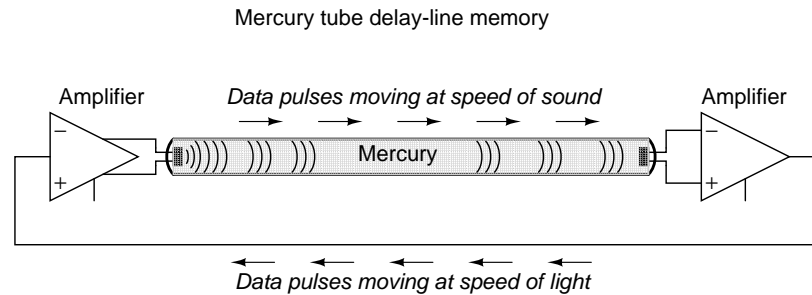 Mercury tube delay-line memory
Amplifier
Data pulses moving at speed of sound
Amplifier
−
Mercury
−
+
+
Data pulses moving at speed of light